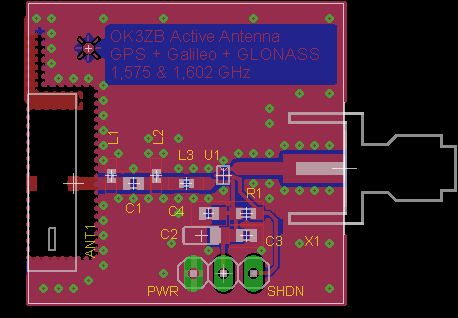 OK3ZB Active Antenna
GPS + Galileo + GLONASS
1,575 & 1,602 GHz
L1
L2
L3
U1
C1
C4
R1
C2
C3
X1
ANT1
PWR
SHDN